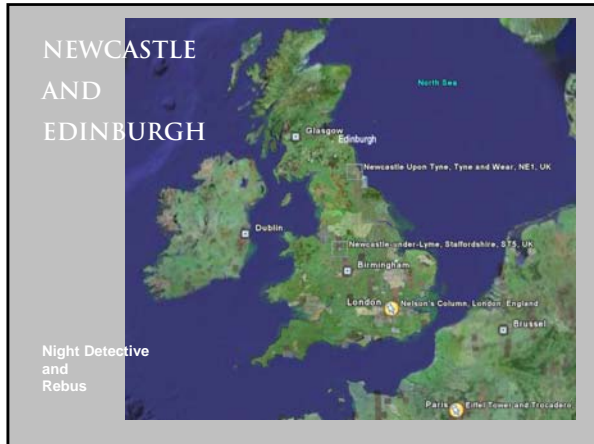 NEWCASTLE
AND
EDINBURGH
North Sea
Glasgow
Edinburgh
Newcastle Upon Tyne, Tyne and Wear, NE1, UK
Dublin
Newcastle-under-Lyme, Staffordshire, ST5, UK
Birmingham
London
Nelson's Column, London, England
Brussel
Night Detective
and
Rebus
Paris
Eiffel Tower and Trocadero